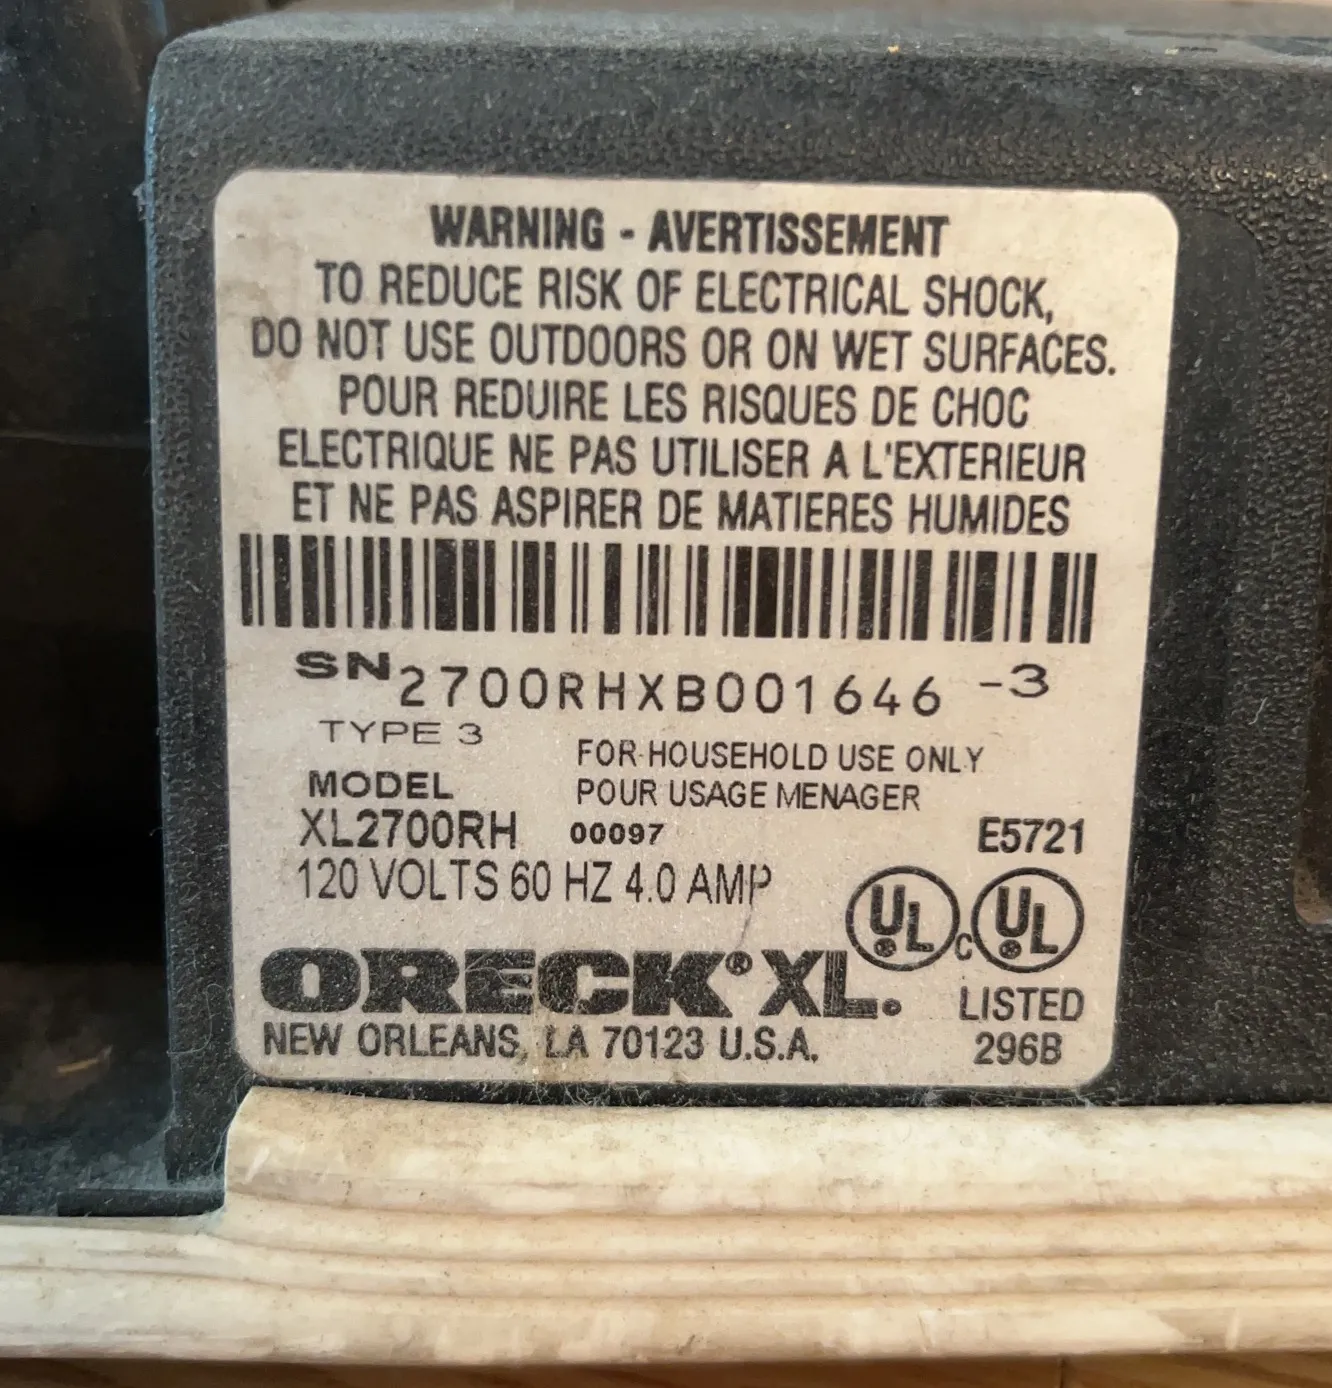 WARNING - AVERTISSEMENT
TO REDUCE RISK OF ELECTRICAL SHOCK,
DO NOT USE OUTDOORS OR ON WET SURFACES.
POUR REDUIRE LES RISQUES DE CHOC
ELECTRIQUE NE PAS UTILISER A L'EXTERIEUR
ET NE PAS ASPIRER DE MATIERES HUMIDES
SN 2700RHXB001646 -3
TYPE 3
FOR HOUSEHOLD USE ONLY
MODEL
POUR USAGE MENAGER
XL2700RH 00097 E5721
120 VOLTS 60 HZ 4.0 AMP
UL c UL
ORECK® XL.
LISTED
NEW ORLEANS, LA 70123 U.S.A.
296B